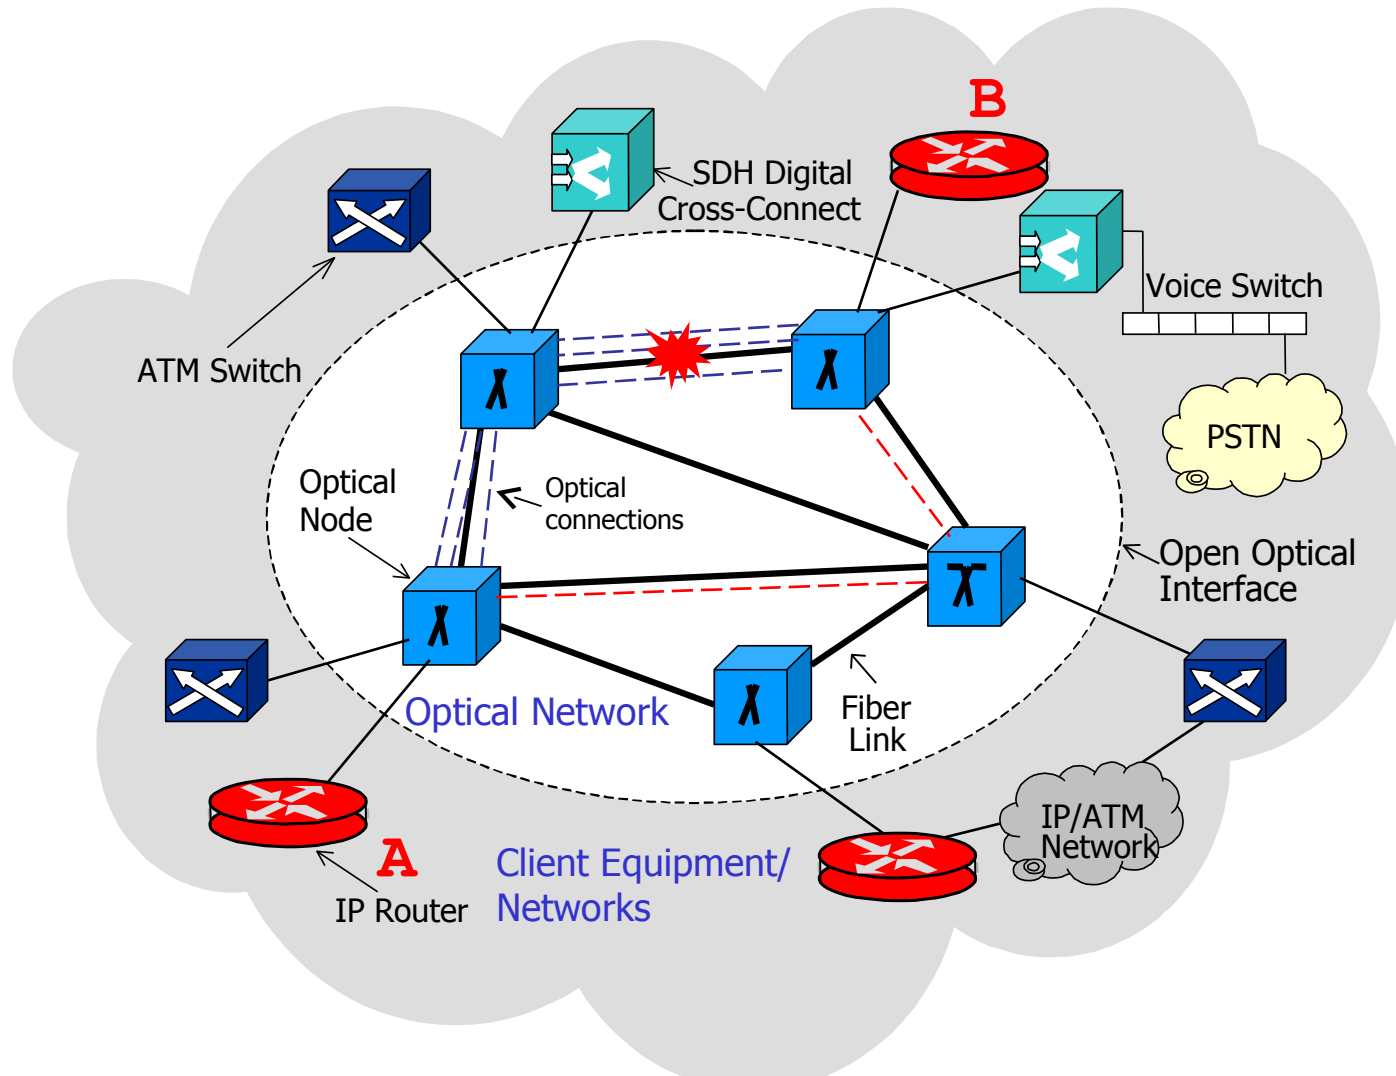 B
SDH Digital
Cross-Connect
Voice Switch
ATM Switch
PSTN
Optical
Node
Optical
connections
Open Optical
Interface
Optical Network
Fiber
Link
IP/ATM
Network
A
Client Equipment/
Networks
IP Router